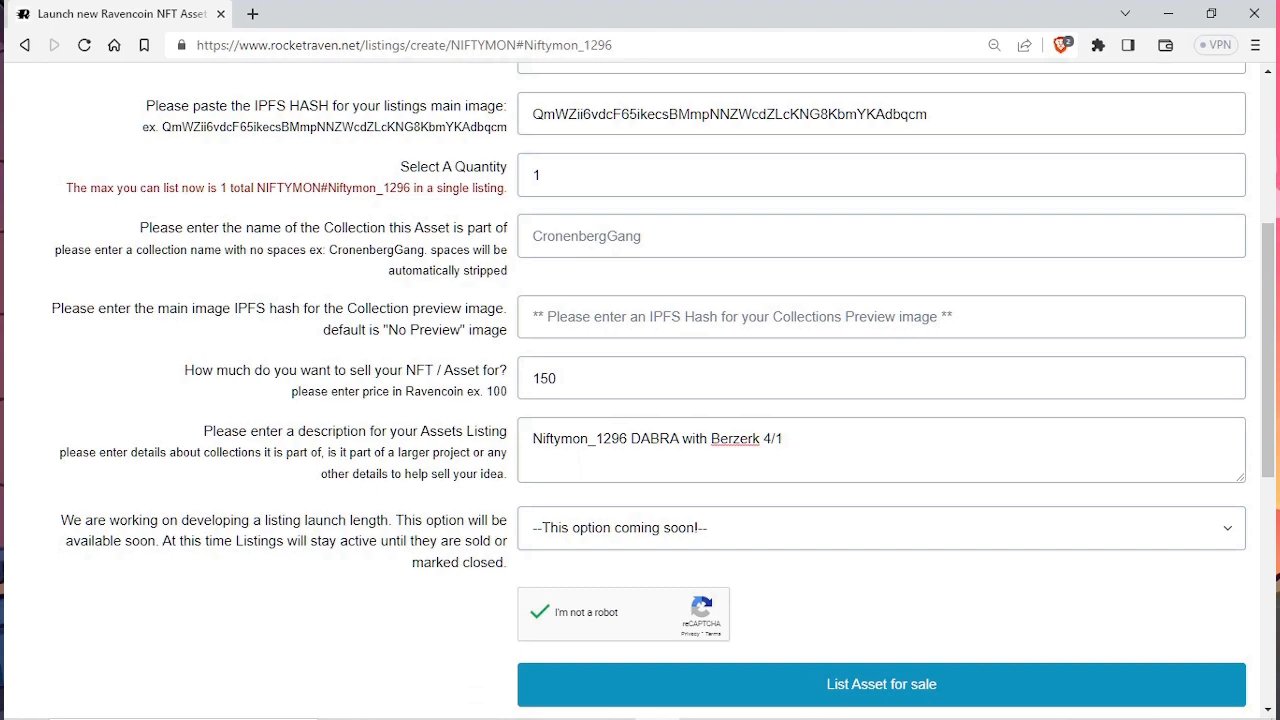 Launch new Ravencoin NFT Asset
https://www.rocketraven.net/listings/create/NIFTYMON#Niftymon_1296
2
VPN
Please paste the IPFS HASH for your listings main image:
ex. QmWZii6vdcF65ikecsBMmpNNZWcdZLcKNG8KbmYKAdbqcm
QmWZii6vdcF65ikecsBMmpNNZWcdZLcKNG8KbmYKAdbqcm
Select A Quantity
The max you can list now is 1 total NIFTYMON#Niftymon_1296 in a single listing.
1
Please enter the name of the Collection this Asset is part of
please enter a collection name with no spaces ex: CronenbergGang. spaces will be
automatically stripped
CronenbergGang
Please enter the main image IPFS hash for the Collection preview image.
default is "No Preview" image
** Please enter an IPFS Hash for your Collections Preview image **
How much do you want to sell your NFT / Asset for?
please enter price in Ravencoin ex. 100
150
Please enter a description for your Assets Listing
please enter details about collections it is part of, is it part of a larger project or any
other details to help sell your idea.
Niftymon_1296 DABRA with Berzerk 4/1
We are working on developing a listing launch length. This option will be
available soon. At this time Listings will stay active until they are sold or
marked closed.
--This option coming soon!--
I'm not a robot
reCAPTCHA
Privacy - Terms
List Asset for sale